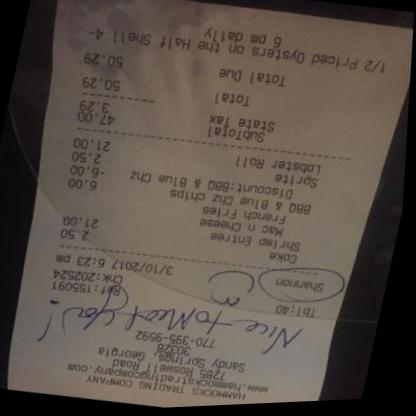 HAMMOCKS TRADING COMPANY
www.hammockstradingcompany.com
7285 Roswell Road
Sandy Springs, Georgia
30328
770-395-9592
Nice to Meet you!
Tbl:40 Ref:155091
Shannon Chk:202524
3/10/2017 6:23 pm
Coke 2.50
Shrimp Entree 21.00
Mac n Cheese
French Fries
BBQ & Blue Chz chips 6.00
Discount:BBQ & Blue Chz -6.00
Sprite 2.50
Lobster Roll 21.00
SubTotal 47.00
State Tax 3.29
Total 50.29
Total Due 50.29
1/2 Priced Oysters on the Half Shell 4-
6 pm daily